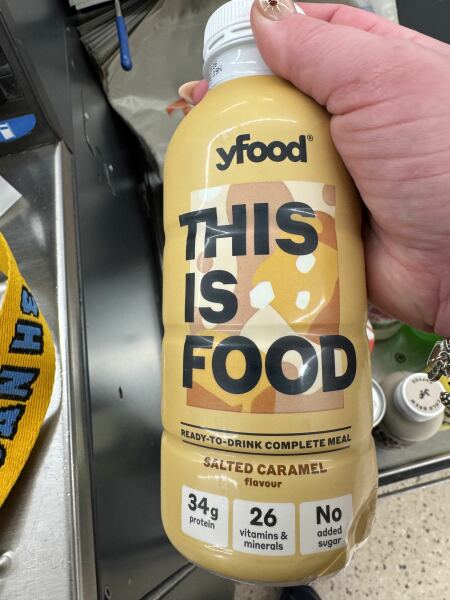 yfood®
THIS
IS
FOOD
READY-TO-DRINK COMPLETE MEAL
SALTED CARAMEL
flavour
34g
protein
26
vitamins &
minerals
No
added
sugar